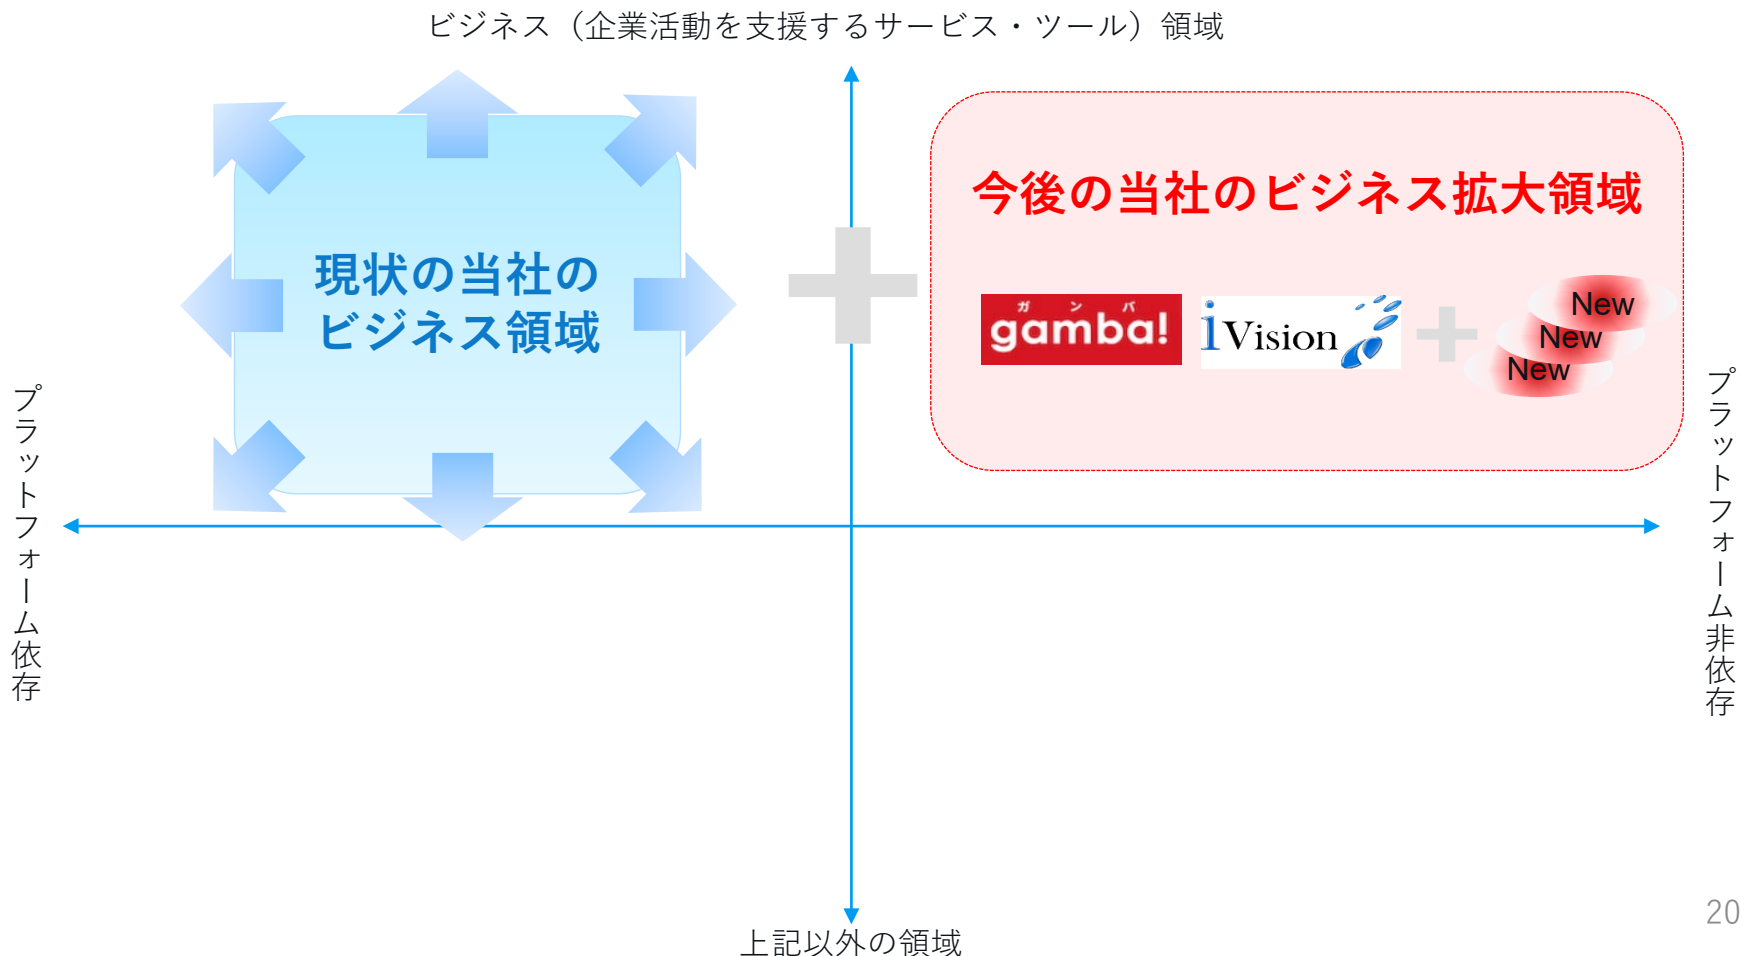 ビジネス（企業活動を支援するサービス・ツール）領域
現状の当社の
ビジネス領域
今後の当社のビジネス拡大領域
ガンバ
gamba!
iVision
New
New
New
プラットフォーム依存
プラットフォーム非依存
上記以外の領域
20